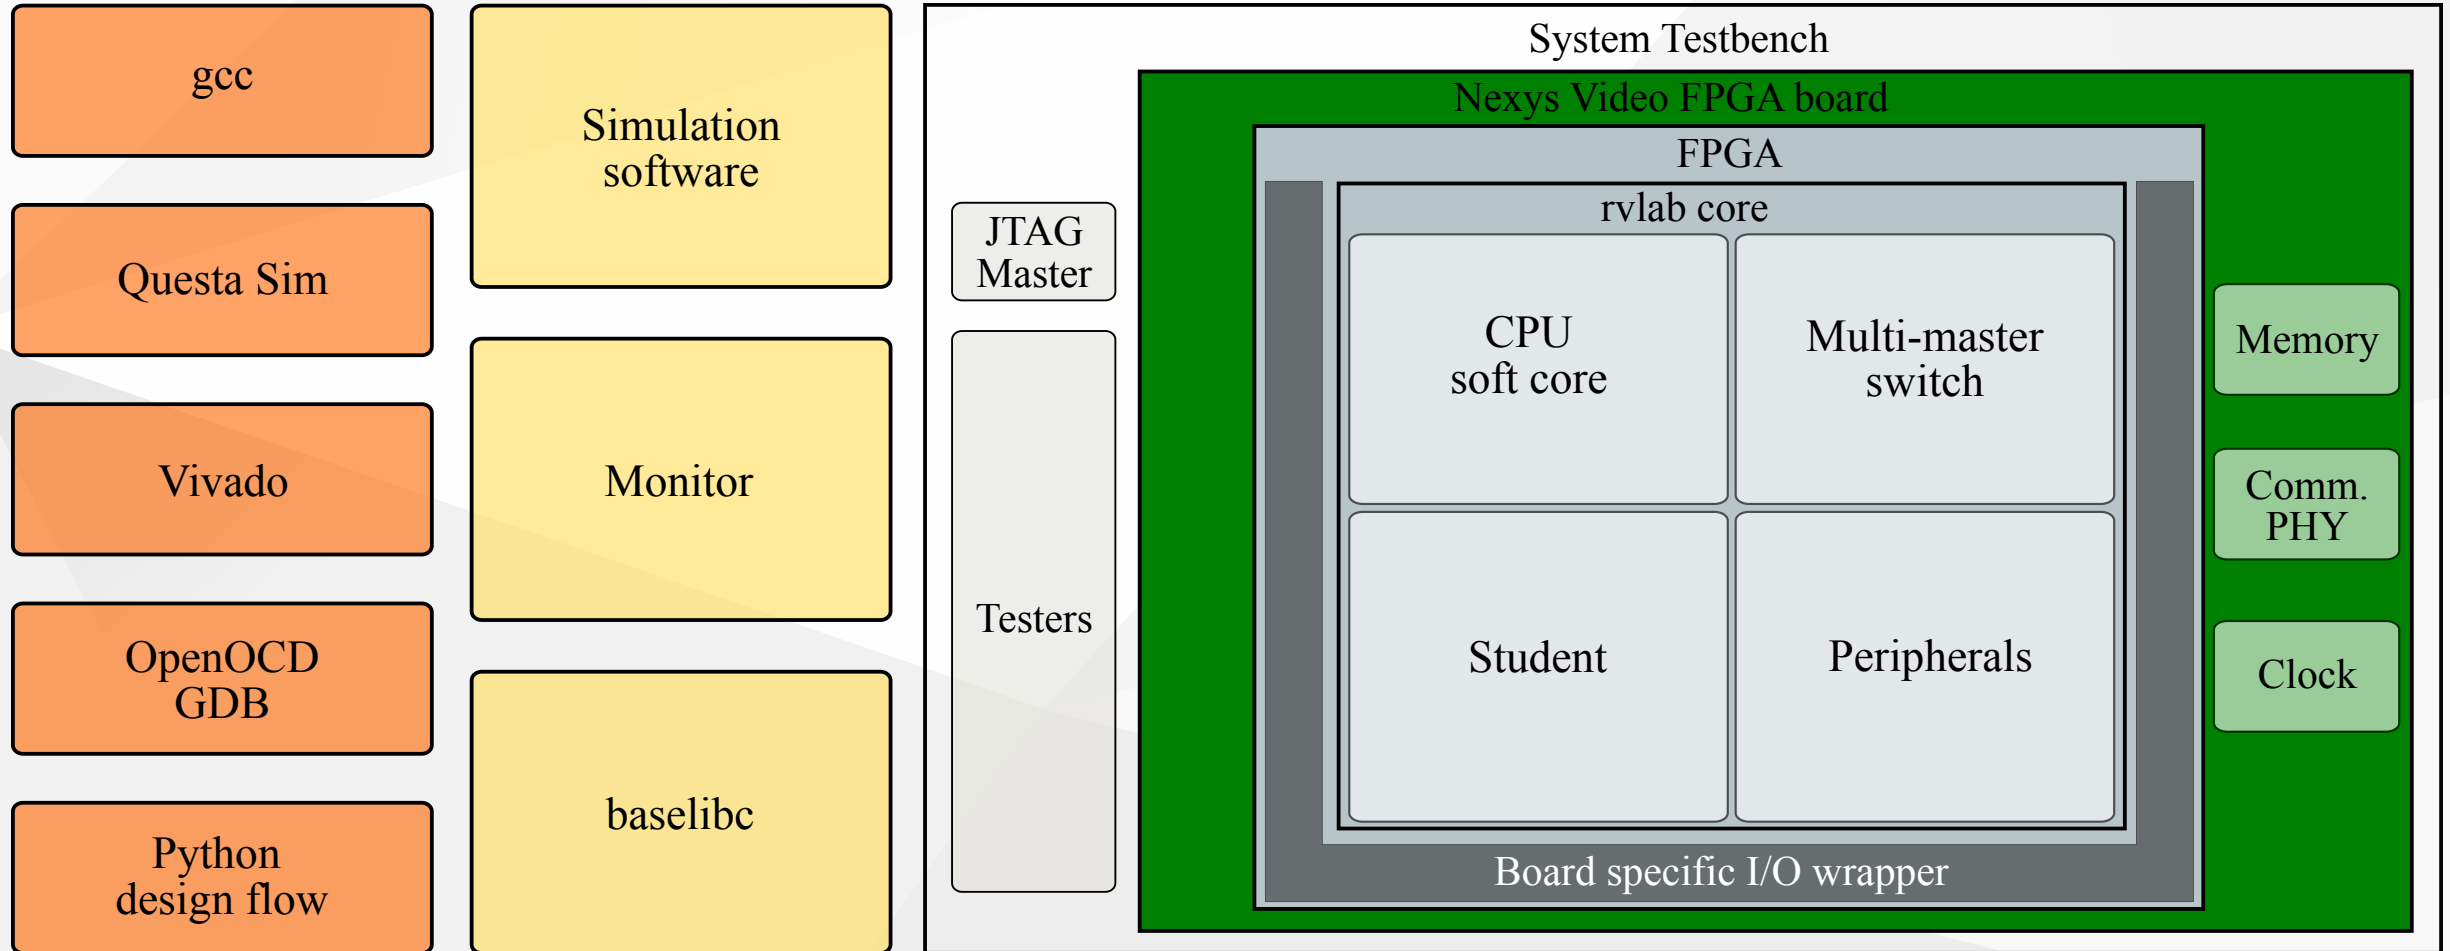 gcc
Questa Sim
Vivado
OpenOCD
GDB
Python
design flow
Simulation
software
Monitor
baselibc
System Testbench
JTAG
Master
Testers
Nexys Video FPGA board
FPGA
rvlab core
CPU
soft core
Multi-master
switch
Student
Peripherals
Board specific I/O wrapper
Memory
Comm.
PHY
Clock